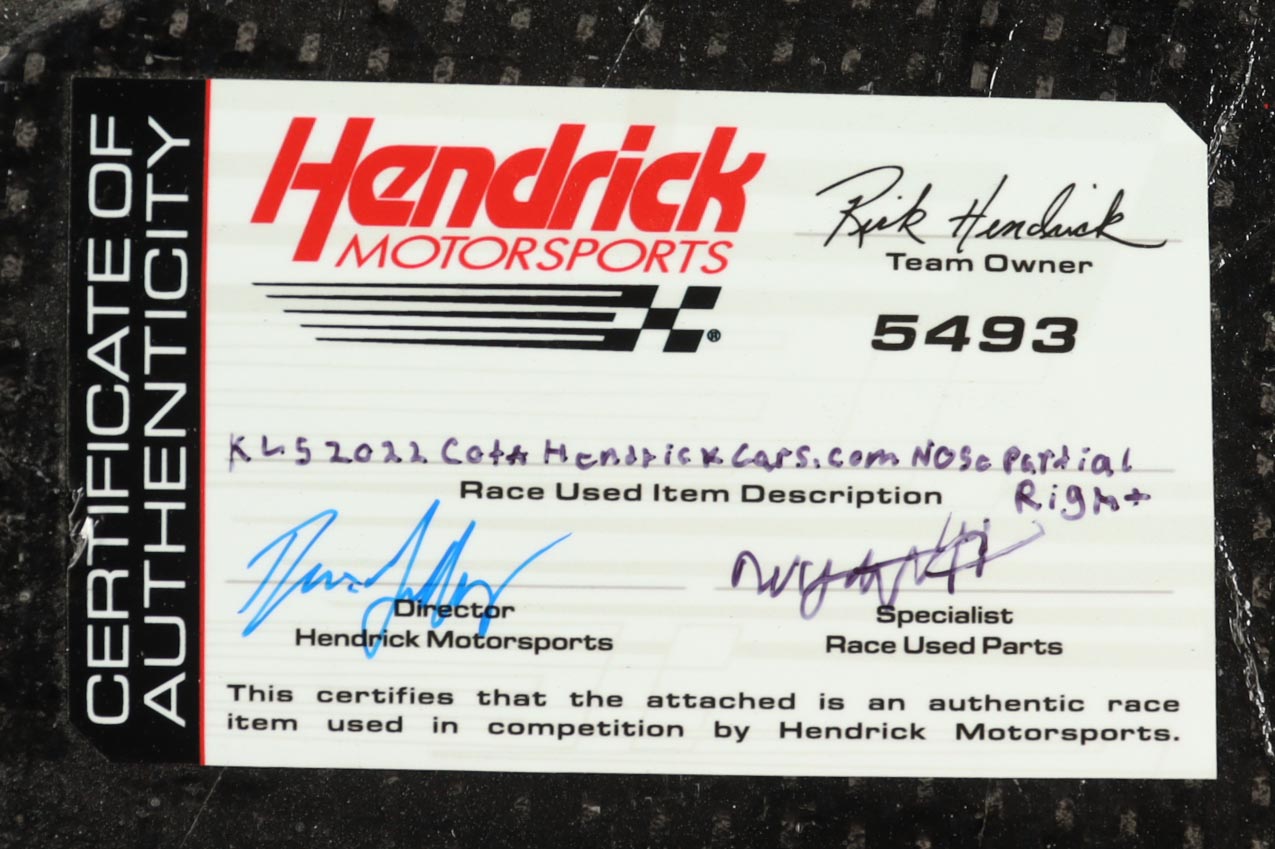 CERTIFICATE OF
AUTHENTICITY
Hendrick
MOTORSPORTS
®
Rick Hendrick
Team Owner
5493
KL5 2022 Cota HendrickCars.com Nose Partial
Right
Race Used Item Description
Director
Hendrick Motorsports
Specialist
Race Used Parts
This certifies that the attached is an authentic race
item used in competition by Hendrick Motorsports.